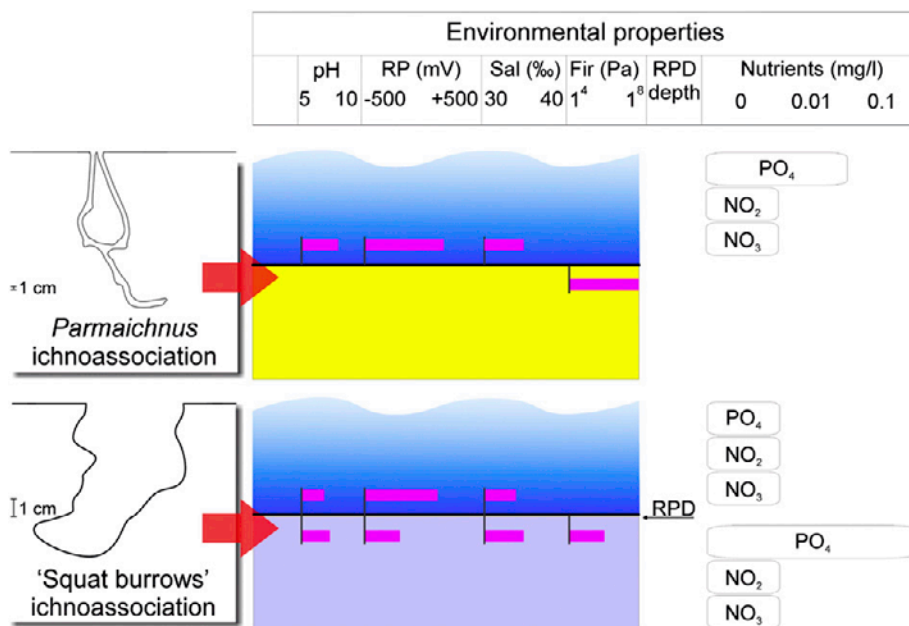 Environmental properties
pH RP (mV) Sal (‰) Fir (Pa) RPD depth Nutrients (mg/l)
5 10 -500 +500 30 40 1⁴ 1⁸ 0 0.01 0.1
PO₄
NO₂
NO₃
1 cm
Parmaichnus
ichnoassociation
PO₄
NO₂
NO₃
1 cm
RPD
PO₄
NO₂
NO₃
'Squat burrows'
ichnoassociation